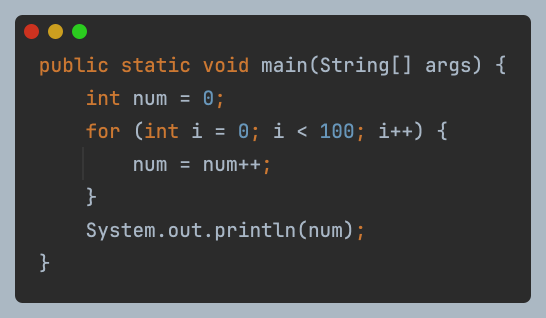 public static void main(String[] args) {
    int num = 0;
    for (int i = 0; i < 100; i++) {
        num = num++;
    }
    System.out.println(num);
}